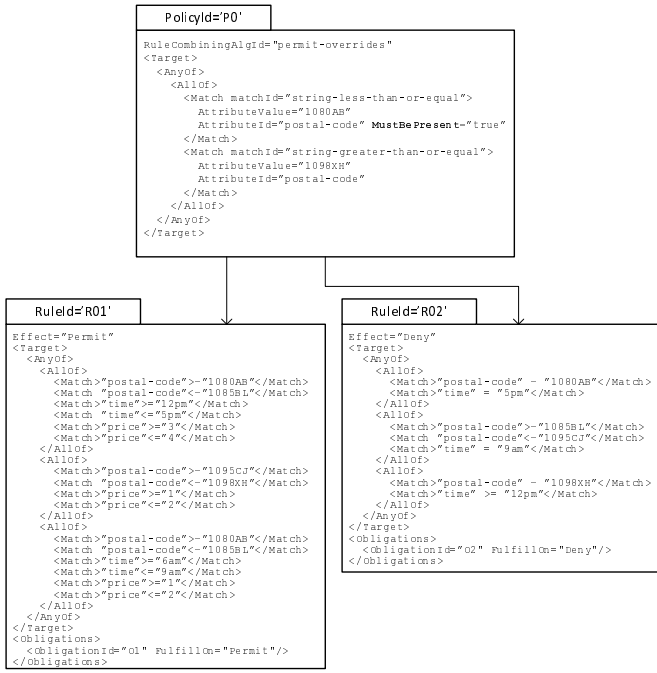 PolicyId='P0'
RuleCombiningAlgId="permit-overrides"
<Target>
<AnyOf>
<AllOf>
<Match matchId="string-less-than-or-equal">
AttributeValue="1080AB"
AttributeId="postal-code" MustBePresent-"true"
</Match>
<Match matchId="string-greater-than-or-equal">
AttributeValue="1098XH"
AttributeId="postal-code"
</Match>
</AllOf>
</AnyOf>
</Target>
RuleId='R01'
Effect="Permit"
<Target>
<AnyOf>
<AllOf>
<Match>"postal-code">-"1080AB"</Match>
<Match "postal-code"<-"1085BL"</Match>
<Match>"time">="12pm"</Match>
<Match "time"<="5pm"</Match>
<Match>"price">="3"</Match>
<Match>"price"<="4"</Match>
</AllOf>
<AllOf>
<Match>"postal-code">-"1095CJ"</Match>
<Match>"postal-code"<-"1098XH"</Match>
<Match>"price">="1"</Match>
<Match>"price"<="2"</Match>
</AllOf>
<AllOf>
<Match>"postal-code">-"1080AB"</Match>
<Match>"postal-code"<-"1085BL"</Match>
<Match>"time">="6am"</Match>
<Match>"time"<="9am"</Match>
<Match>"price">="1"</Match>
<Match>"price"<="2"</Match>
</AllOf>
</AnyOf>
</Target>
<Obligations>
<ObligationId="O1" FulfillOn="Permit"/>
</Obligations>
RuleId='R02'
Effect="Deny"
<Target>
<AnyOf>
<AllOf>
<Match>"postal-code" - "1080AB"</Match>
<Match>"time" = "5pm"</Match>
</AllOf>
<AllOf>
<Match>"postal-code">-"1085BL"</Match>
<Match>"postal-code"<-"1095CJ"</Match>
<Match>"time" = "9am"</Match>
</AllOf>
<AllOf>
<Match>"postal-code" - "1098XH"</Match>
<Match>"time" >= "12pm"</Match>
</AllOf>
</AnyOf>
</Target>
<Obligations>
<ObligationId="O2" FulfillOn="Deny"/>
</Obligations>